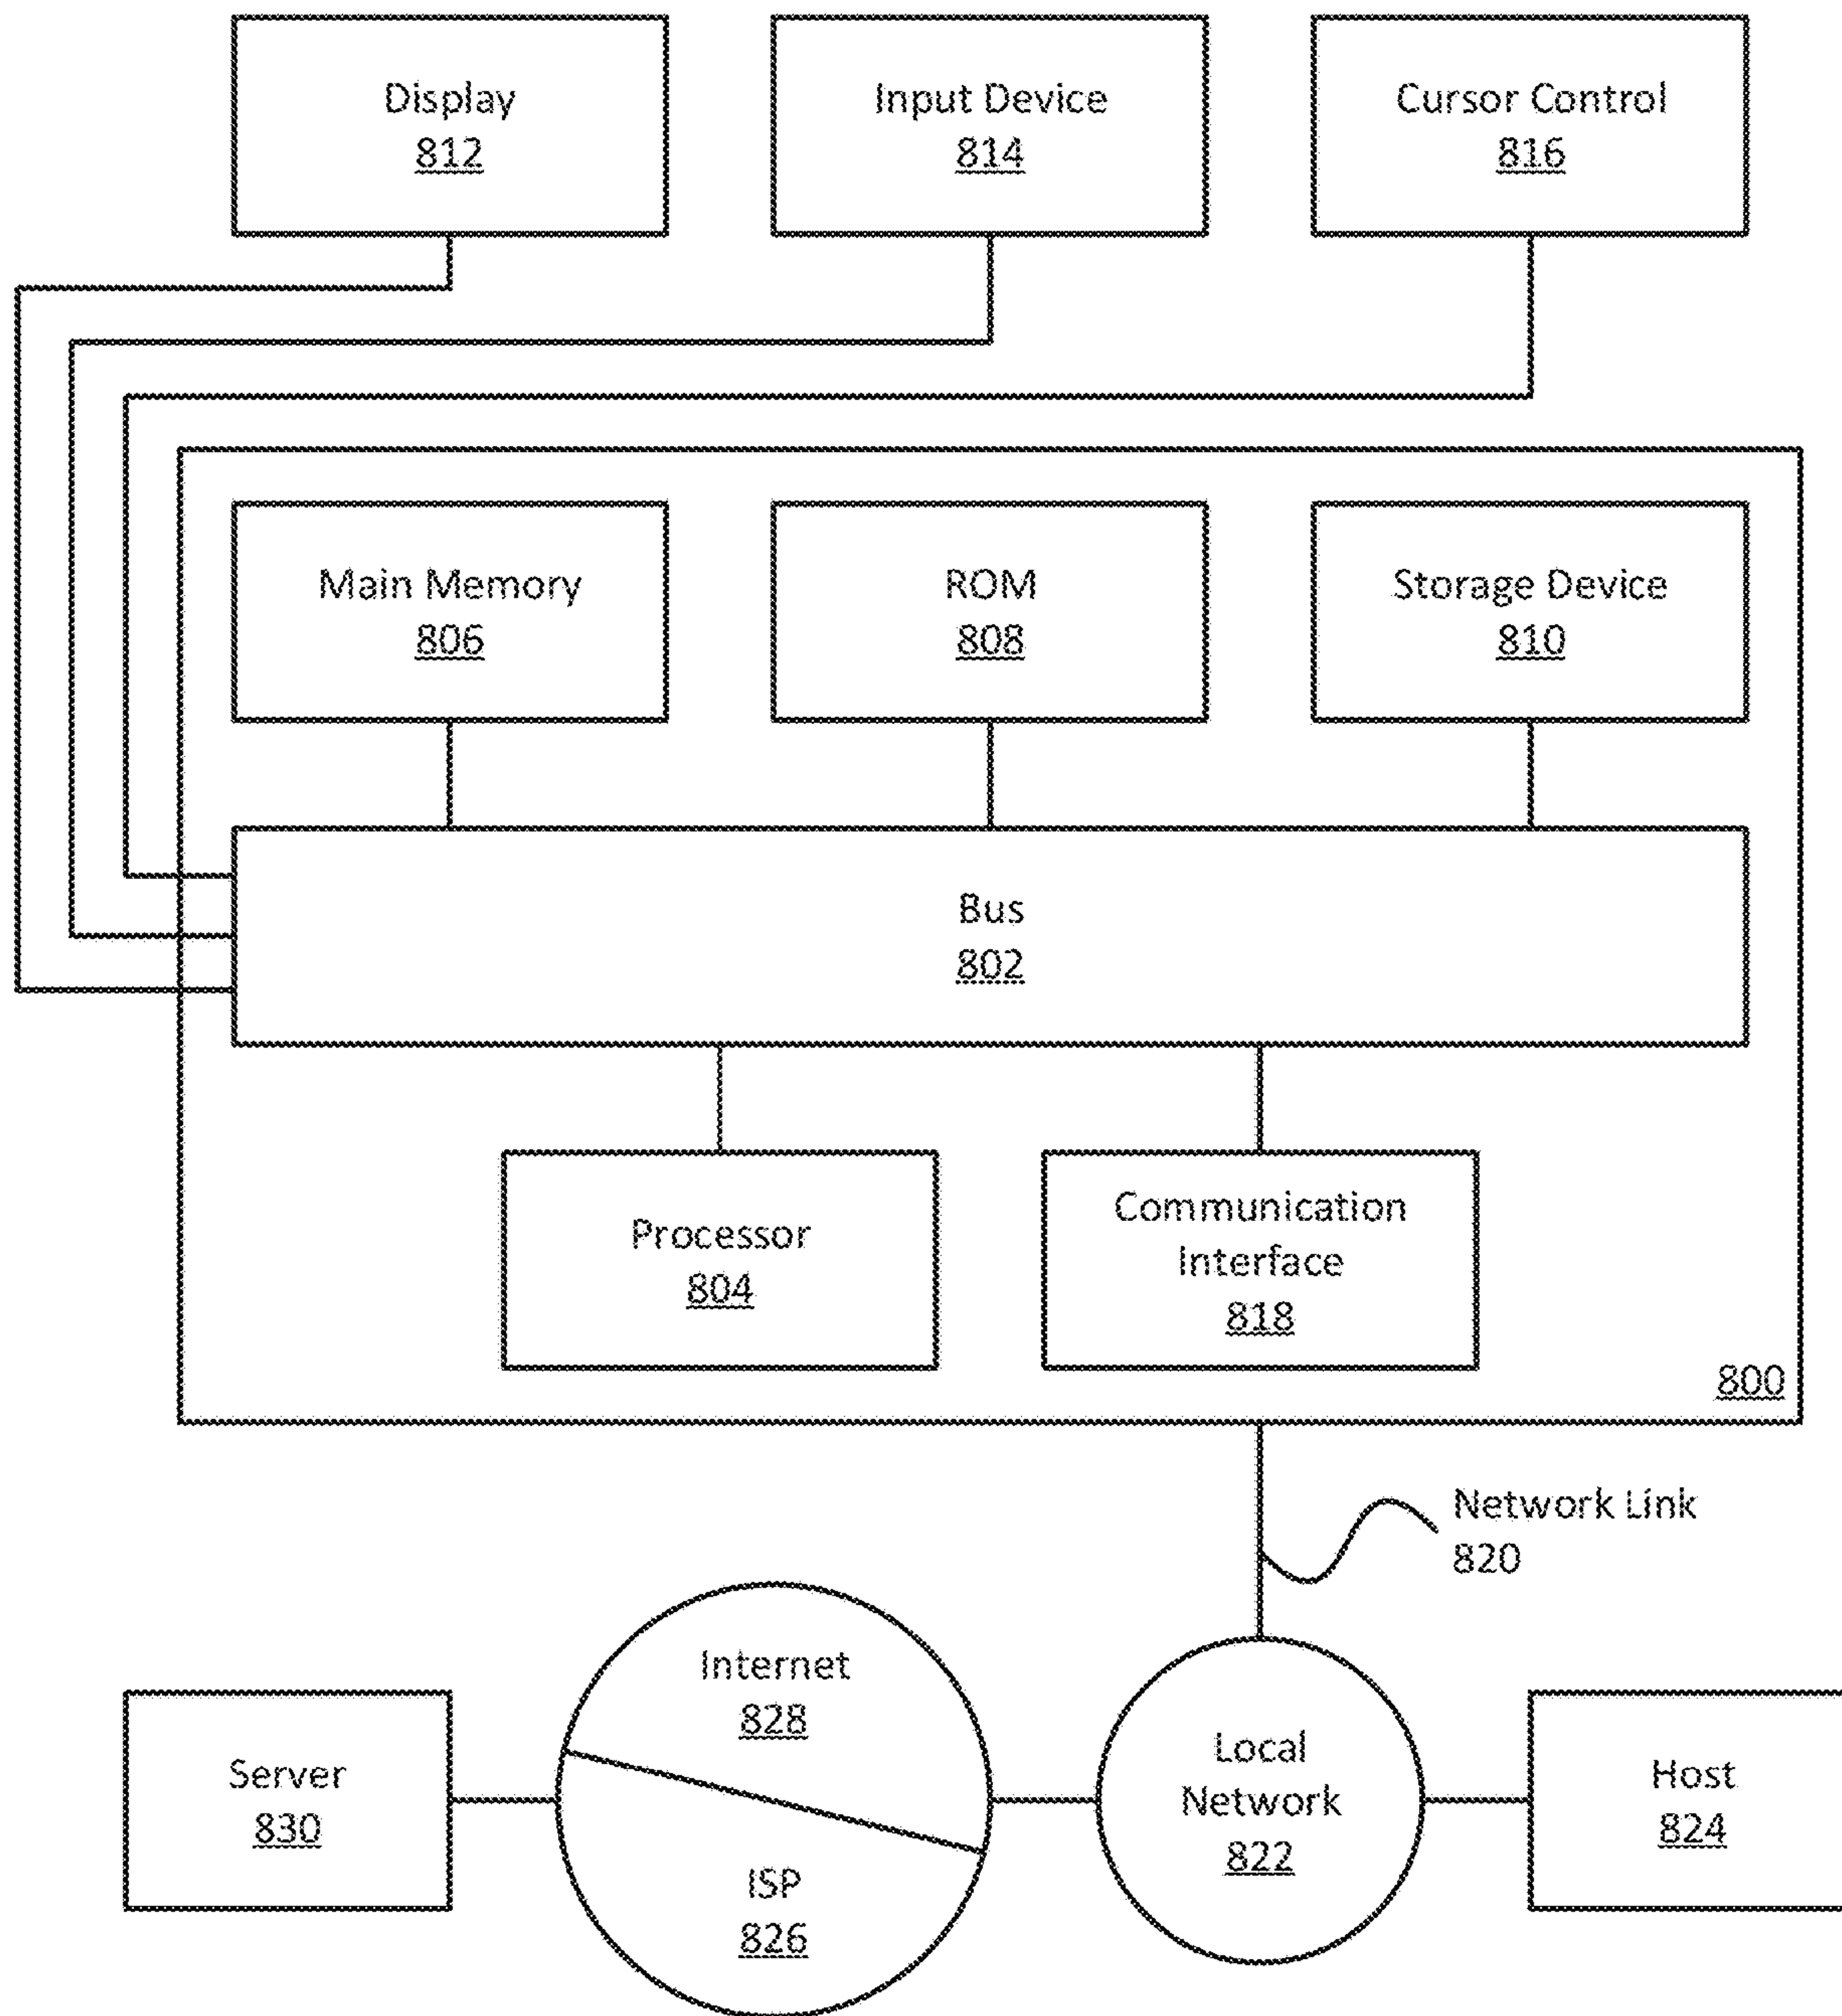 Display
812
Input Device
814
Cursor Control
816
Main Memory
806
ROM
808
Storage Device
810
Bus
802
Processor
804
Communication
Interface
818
800
Network Link
820
Internet
828
Local
Network
822
Server
830
Host
824
ISP
826